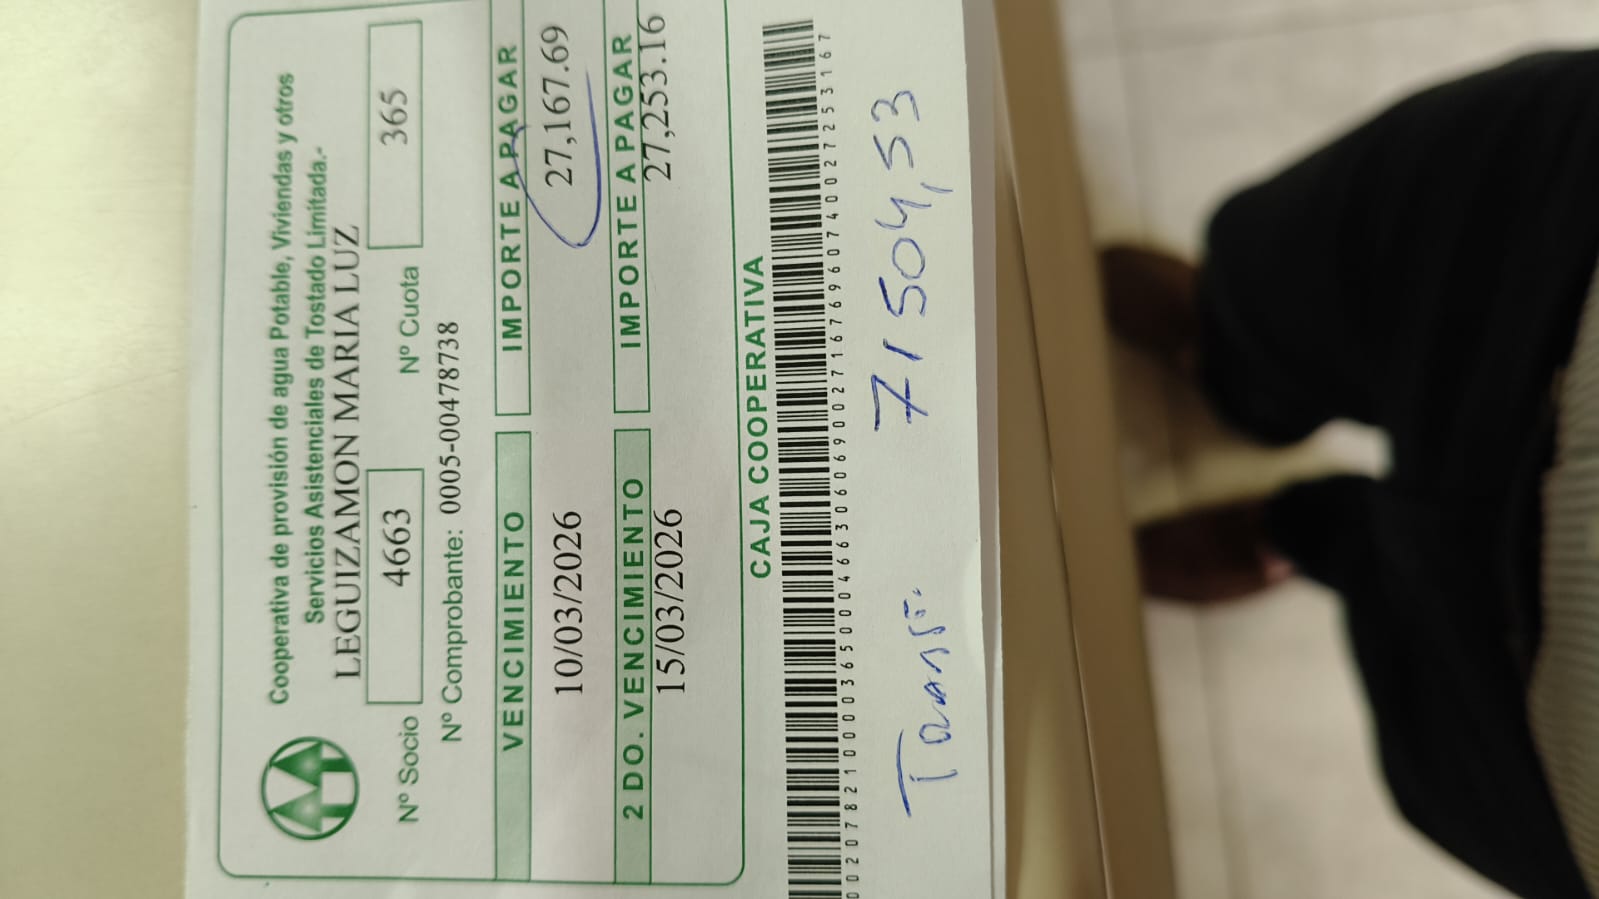 Cooperativa de provisión de agua Potable, Viviendas y otros
Servicios Asistenciales de Tostado Limitada.-
LEGUIZAMON MARIA LUZ
Nº Socio 4663 Nº Cuota 365
Nº Comprobante: 0005-00478738
VENCIMIENTO IMPORTE A PAGAR
10/03/2026 27,167.69
2 DO. VENCIMIENTO IMPORTE A PAGAR
15/03/2026 27,253.16
CAJA COOPERATIVA
00207821000036500046630606900271676960740027253167
Transf. 71504,53